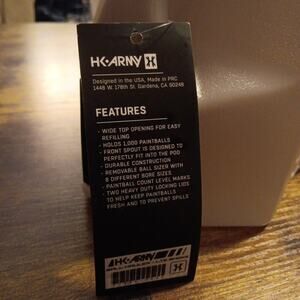 HK ARMY
Designed in the USA, Made in PRC
1448 W. 178th St. Gardena, CA 90248
FEATURES
- WIDE TOP OPENING FOR EASY
REFILLING
- HOLDS 1,000 PAINTBALLS
- FRONT SPOUT IS DESIGNED TO
PERFECTLY FIT INTO THE POD
- DURABLE CONSTRUCTION
- REMOVABLE BALL SIZER WITH
6 DIFFERENT BORE SIZES
- PAINTBALL COUNT LEVEL MARKS
- TWO HEAVY DUTY LOCKING LIDS
TO HELP KEEP PAINTBALLS
FRESH AND TO PREVENT SPILLS
HK ARMY